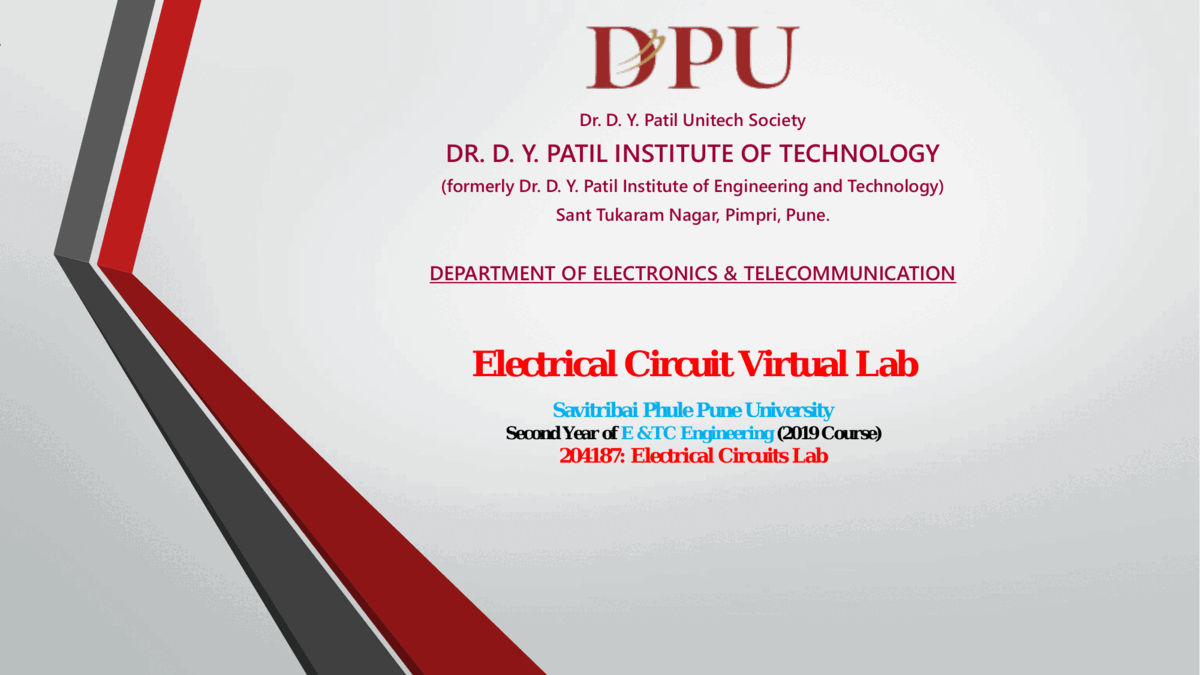 DPU
Dr. D. Y. Patil Unitech Society
DR. D. Y. PATIL INSTITUTE OF TECHNOLOGY
(formerly Dr. D. Y. Patil Institute of Engineering and Technology)
Sant Tukaram Nagar, Pimpri, Pune.
DEPARTMENT OF ELECTRONICS & TELECOMMUNICATION
Electrical Circuit Virtual Lab
Savitribai Phule Pune University
Second Year of E &TC Engineering (2019 Course)
204187: Electrical Circuits Lab